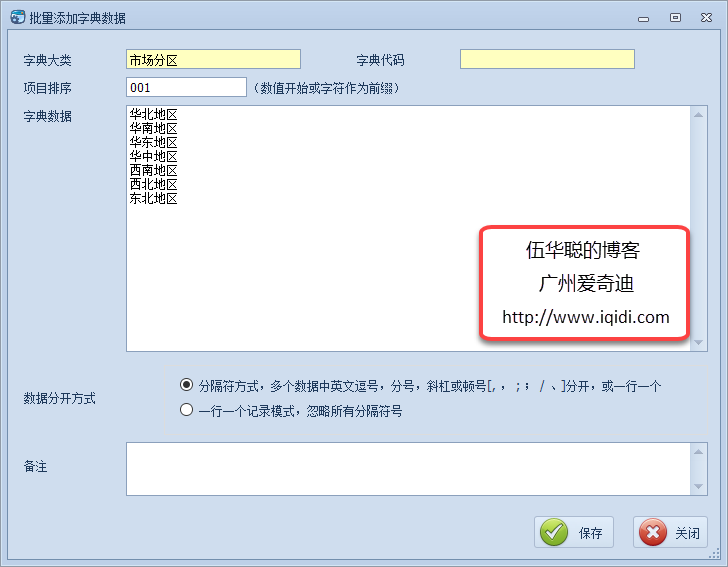 批量添加字典数据
字典大类 市场分区 字典代码
项目排序 001 (数值开始或字符作为前缀)
字典数据
华北地区
华南地区
华东地区
华中地区
西南地区
西北地区
东北地区
伍华聪的博客
广州爱奇迪
http://www.iqidi.com
数据分开方式
分隔符方式，多个数据中英文逗号，分号，斜杠或顿号[, ， ; ； / 、]分开，或一行一个
一行一个记录模式，忽略所有分隔符号
备注
保存 关闭